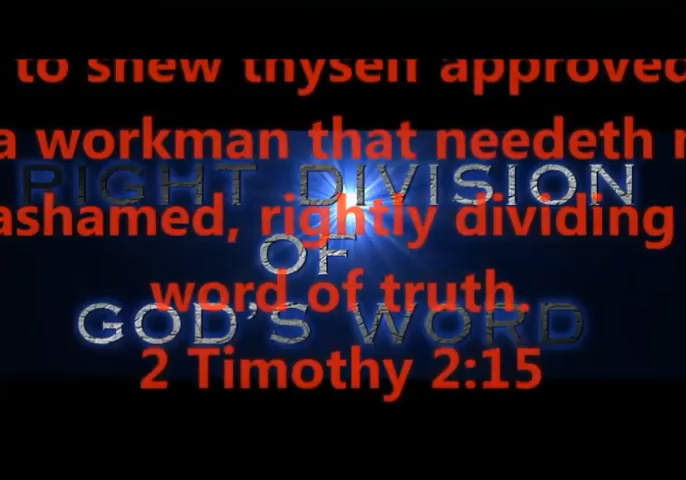 to shew thyself approved
a workman that needeth
RIGHT DIVISION
ashamed, rightly dividing
OF
word of truth.
GOD'S WORD
2 Timothy 2:15